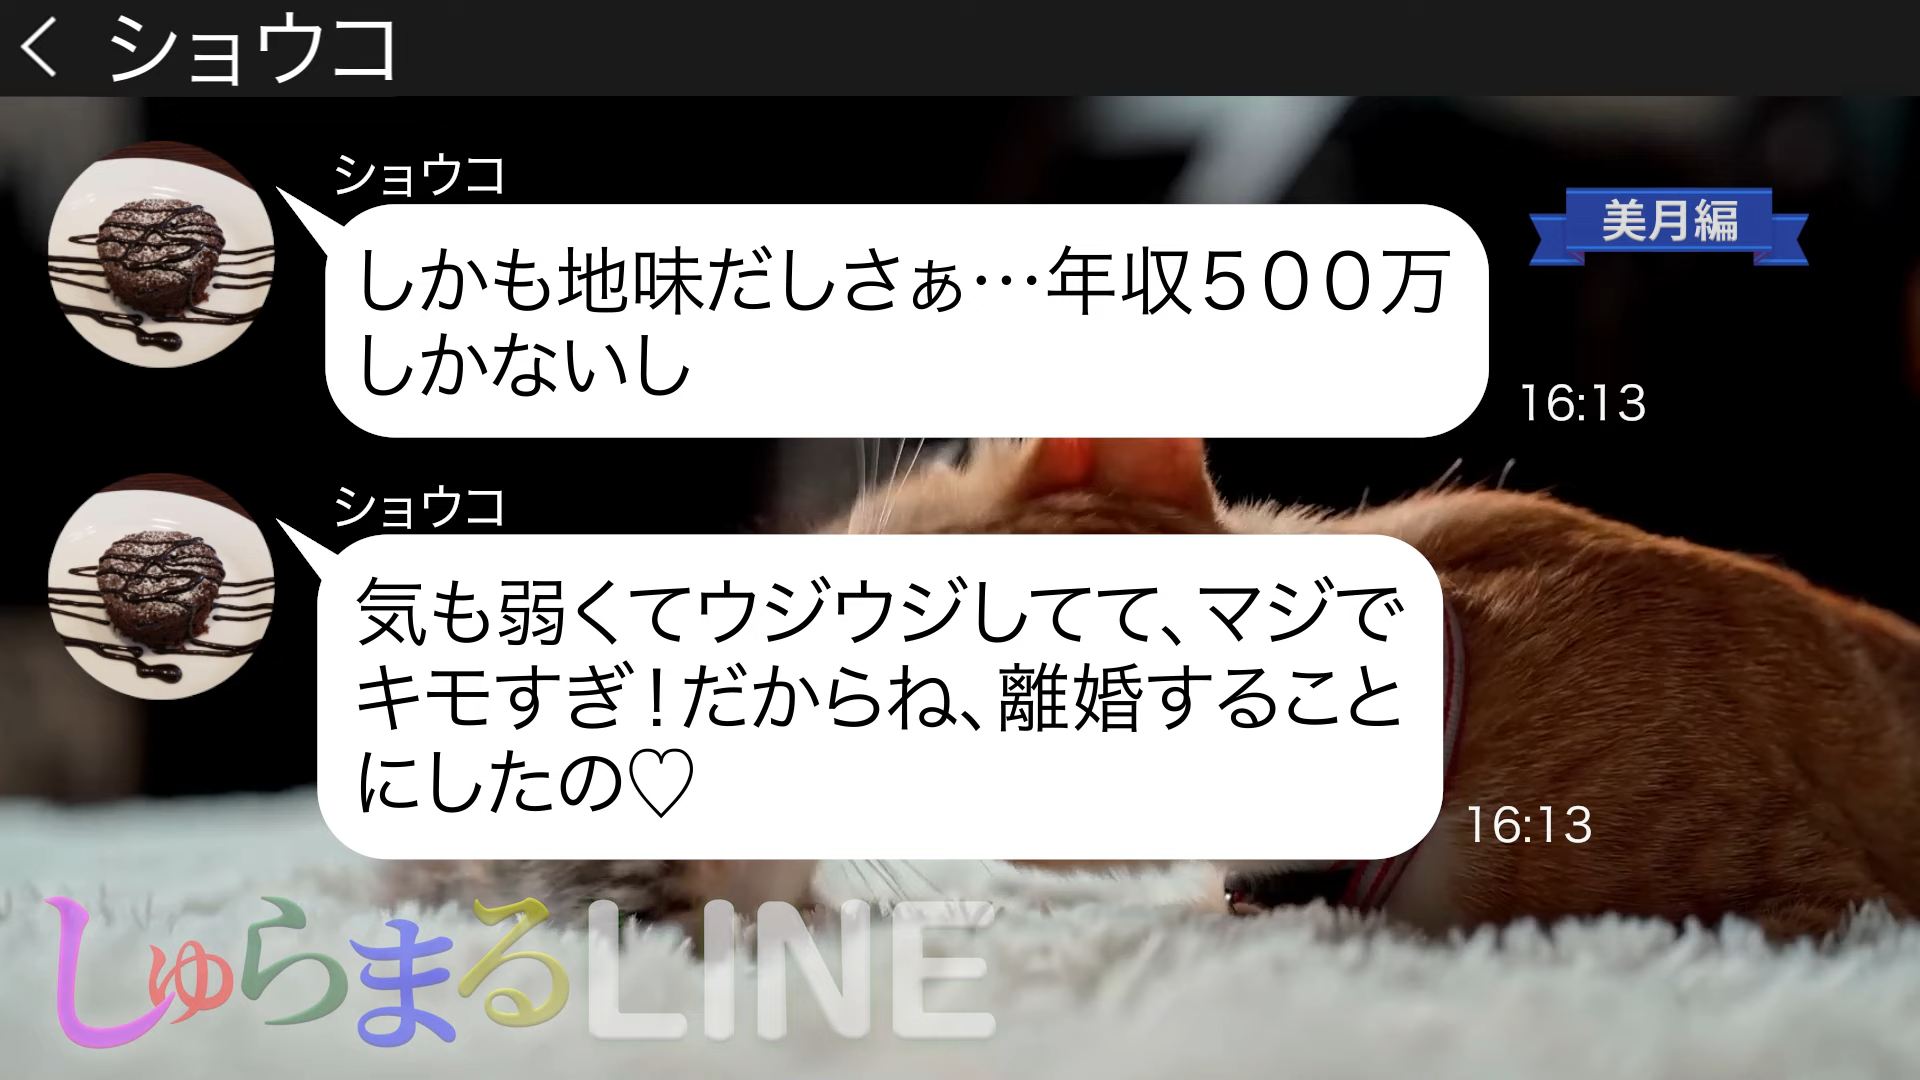 ショウコ
ショウコ
しかも地味だしさぁ…年収５００万
しかないし
16:13
美月編
ショウコ
気も弱くてウジウジしてて、マジで
キモすぎ！だからね、離婚すること
にしたの♡
16:13
しゅらまるLINE